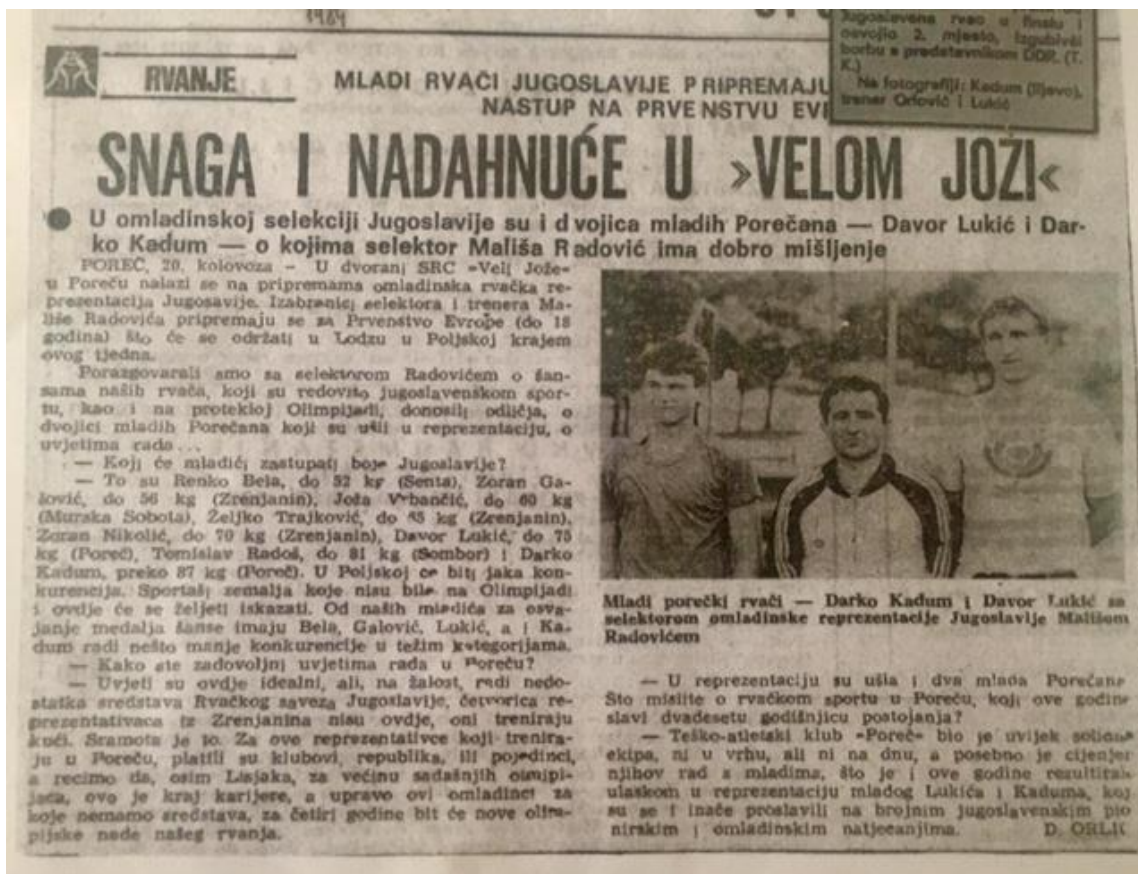 1984
Jugoslavena rvao u finalu i
osvojio 2. mjesto, izgubivši
borbu s predstavnikom DDR. (T.
K.)
Na fotografiji: Kadum (lijevo),
trener Orlović i Lukić
RVANJE
MLADI RVAČI JUGOSLAVIJE PRIPREMAJU
NASTUP NA PRVENSTVU
SNAGA I NADAHNUĆE U »VELOM JOŽI«
● U omladinskoj selekciji Jugoslavije su i dvojica mladih Porečana — Davor Lukić i Dar-
ko Kadum — o kojima selektor Mališa Radović ima dobro mišljenje
POREČ, 20. kolovoza – U dvorani SRC »Veli Jože«
u Poreču nalazi se na pripremama omladinska rvačka re-
prezentacija Jugosavije. Izabranici selektora i trenera Ma-
liše Radovića pripremaju se za Prvenstvo Evrope (do 18
godina) što će se održati u Lodzu u Poljskoj krajem
ovog tjedna.
Porazgovarali smo sa selektorom Radovićem o šan-
sama naših rvača, koji su redovito jugoslavenskom spor-
tu, kao i na protekloj Olimpijadi, donosili odličja, o
dvojici mladih Porečana koji su ušli u reprezentaciju, o
uvjetima rada...
— Koji će mladići zastupati boje Jugoslavije?
— To su Renko Bela, do 52 kg (Senta), Zoran Ga-
lović, do 56 kg (Zrenjanin), Joža Vrbančić, do 60 kg
(Murska Sobota), Željko Trajković, do 65 kg (Zrenjanin),
Zoran Nikolić, do 70 kg (Zrenjanin), Davor Lukić, do 75
kg (Poreč), Tomislav Radoš, do 81 kg (Sombor) i Darko
Kadum, preko 87 kg (Poreč). U Poljskoj će biti jaka kon-
kurencija. Sportaši zemalja koje nisu bile na Olimpijadi
i ovdje će se željeti iskazati. Od naših mladića za osva-
janje medalja šanse imaju Bela, Galović, Lukić, a i Ka-
dum radi nešto manje konkurencije u težim kategorijama.
— Kako ste zadovoljni uvjetima rada u Poreču?
— Uvjeti su ovdje idealni, ali, na žalost, radi nedo-
statka sredstava Rvačkog saveza Jugoslavije, četvorica re-
prezentativaca iz Zrenjanina nisu ovdje, oni treniraju
kući. Sramota je to. Za ove reprezentativce koji trenira-
ju u Poreču, platili su klubovi, republika, ili pojedinci,
a recimo da, osim Lisjaka, za većinu sadašnjih olimpi-
jaca, ovo je kraj karijere, a upravo ovi omladinci za
koje nemamo sredstava, za četiri godine bit će nove olim-
pijske nade našeg rvanja.
Mladi porečki rvači — Darko Kadum i Davor Lukić sa
selektorom omladinske reprezentacije Jugoslavije Mališom
Radovićem
— U reprezentaciju su ušla i dva mlada Porečana
Što mislite o rvačkom sportu u Poreču, koji ove godine
slavi dvadesetu godišnjicu postojanja?
— Teško-atletski klub »Poreč« bio je uvijek solidna
ekipa, ni u vrhu, ali ni na dnu, a posebno je cijenjen
njihov rad s mladima, što je i ove godine rezultiralo
ulaskom u reprezentaciju mladog Lukića i Kaduma, koji
su se i inače proslavili na brojnim jugoslavenskim pio
nirskim i omladinskim natjecanjima.
D. ORLIĆ